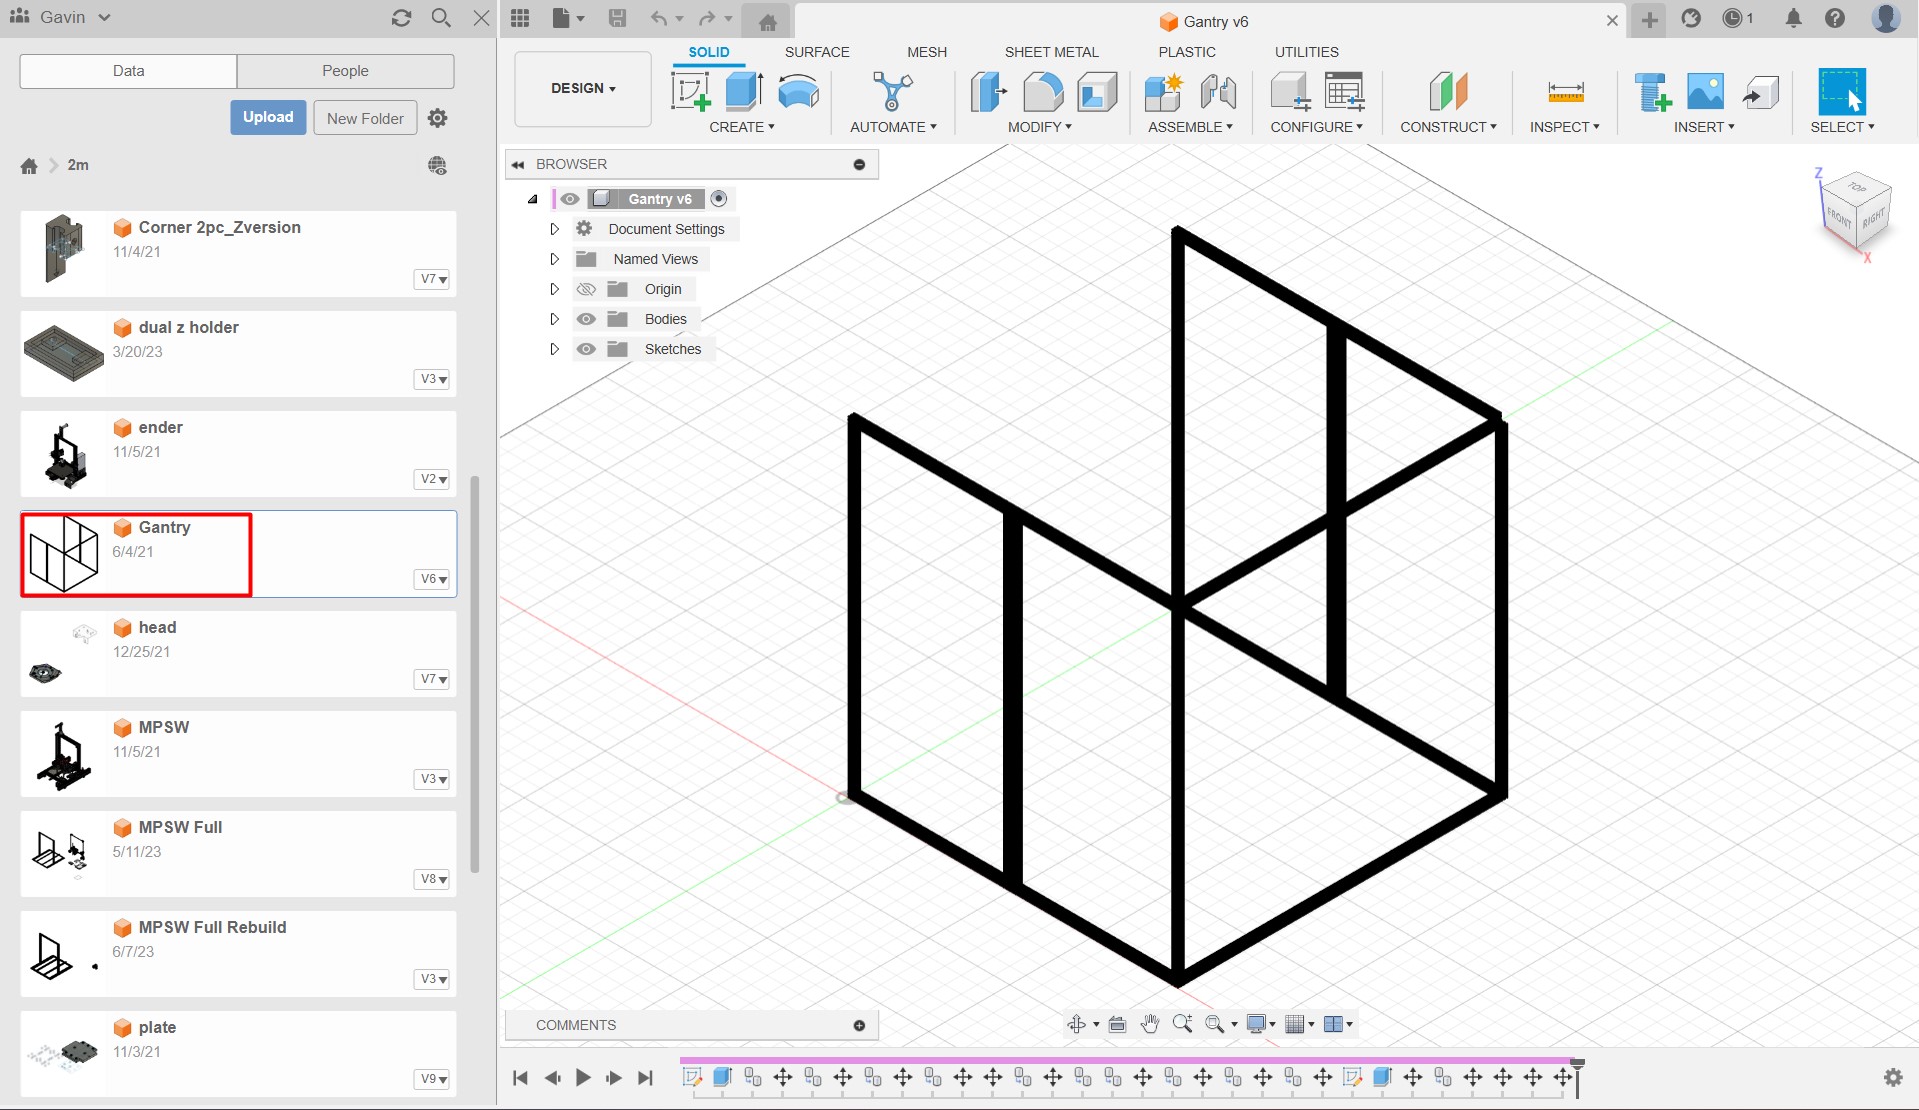 Gavin
Gantry v6
1
Data
People
Upload
New Folder
2m
Corner 2pc_Zversion
11/4/21
V7
dual z holder
3/20/23
V3
ender
11/5/21
V2
Gantry
6/4/21
V6
head
12/25/21
V7
MPSW
11/5/21
V3
MPSW Full
5/11/23
V8
MPSW Full Rebuild
6/7/23
V3
plate
11/3/21
V9
DESIGN
SOLID
SURFACE
MESH
SHEET METAL
PLASTIC
UTILITIES
CREATE
AUTOMATE
MODIFY
ASSEMBLE
CONFIGURE
CONSTRUCT
INSPECT
INSERT
SELECT
BROWSER
Gantry v6
Document Settings
Named Views
Origin
Bodies
Sketches
Z
TOP
FRONT
RIGHT
X
COMMENTS